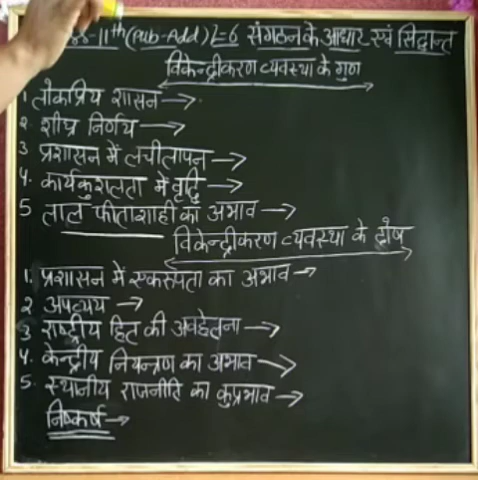 11th (Pub-Add) L-6 संगठन के आधार एवं सिद्धान्त
विकेन्द्रीकरण व्यवस्था के गुण
1 लोकप्रिय शासन →
2. शीघ्र निर्णय →
3 प्रशासन में लचीलापन →
4. कार्यकुशलता में वृद्धि →
5 लाल फीताशाही का अभाव →
विकेन्द्रीकरण व्यवस्था के दोष
1. प्रशासन में एकरूपता का अभाव →
2 अपव्यय →
3 राष्ट्रीय हित की अवहेलना →
4. केन्द्रीय नियन्त्रण का अभाव →
5. स्थानीय राजनीति का कुप्रभाव →
निष्कर्ष →